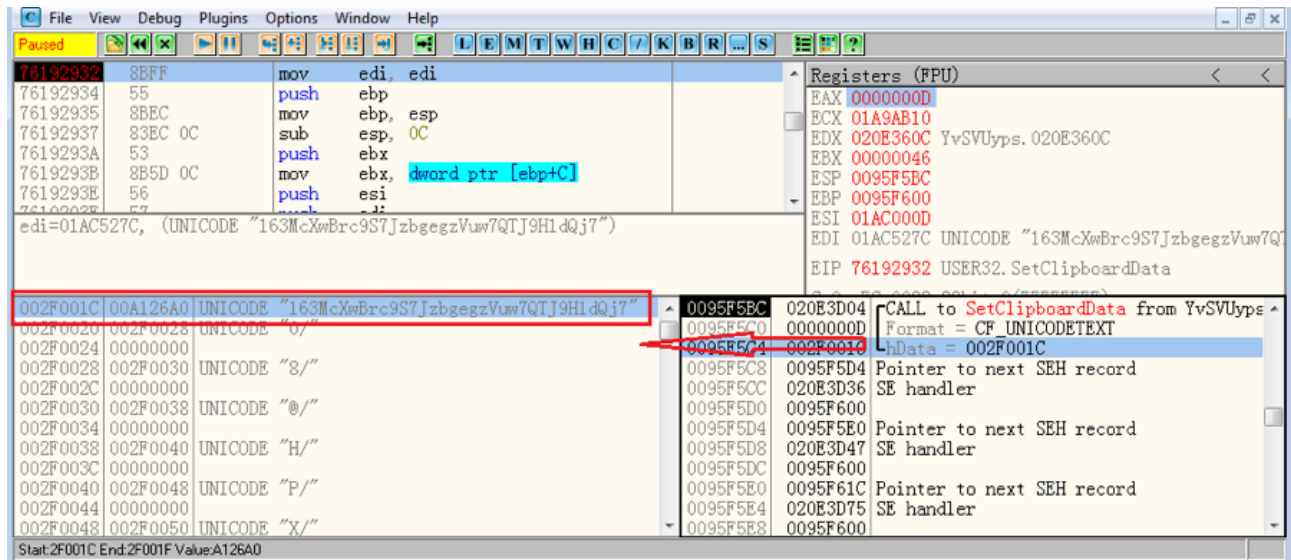 C File View Debug Plugins Options Window Help
Paused L E M T W H C / K B R ... S ?
76192932 8BFF mov edi, edi
76192934 55 push ebp
76192935 8BEC mov ebp, esp
76192937 83EC 0C sub esp, 0C
7619293A 53 push ebx
7619293B 8B5D 0C mov ebx, dword ptr [ebp+C]
7619293E 56 push esi
edi=01AC527C, (UNICODE "163McXwBrc9S7JzbgegzVuw7QTJ9H1dQj7")
Registers (FPU) < <
EAX 0000000D
ECX 01A9AB10
EDX 020E360C YvSVUyps.020E360C
EBX 00000046
ESP 0095F5BC
EBP 0095F600
ESI 01AC000D
EDI 01AC527C UNICODE "163McXwBrc9S7JzbgegzVuw7Q
EIP 76192932 USER32.SetClipboardData
002F001C 00A126A0 UNICODE "163McXwBrc9S7JzbgegzVuw7QTJ9H1dQj7"
002F0020 002F0028 UNICODE "(/"
002F0024 00000000
002F0028 002F0030 UNICODE "8/"
002F002C 00000000
002F0030 002F0038 UNICODE "@/"
002F0034 00000000
002F0038 002F0040 UNICODE "H/"
002F003C 00000000
002F0040 002F0048 UNICODE "P/"
002F0044 00000000
002F0048 002F0050 UNICODE "X/"
0095F5BC 020E3D04 CALL to SetClipboardData from YvSVUyps
0095F5C0 0000000D Format = CF_UNICODETEXT
0095F5C4 002F001C hData = 002F001C
0095F5C8 0095F5D4 Pointer to next SEH record
0095F5CC 020E3D36 SE handler
0095F5D0 0095F600
0095F5D4 0095F5E0 Pointer to next SEH record
0095F5D8 020E3D47 SE handler
0095F5DC 0095F600
0095F5E0 0095F61C Pointer to next SEH record
0095F5E4 020E3D75 SE handler
0095F5E8 0095F600
Start:2F001C End:2F001F Value:A126A0